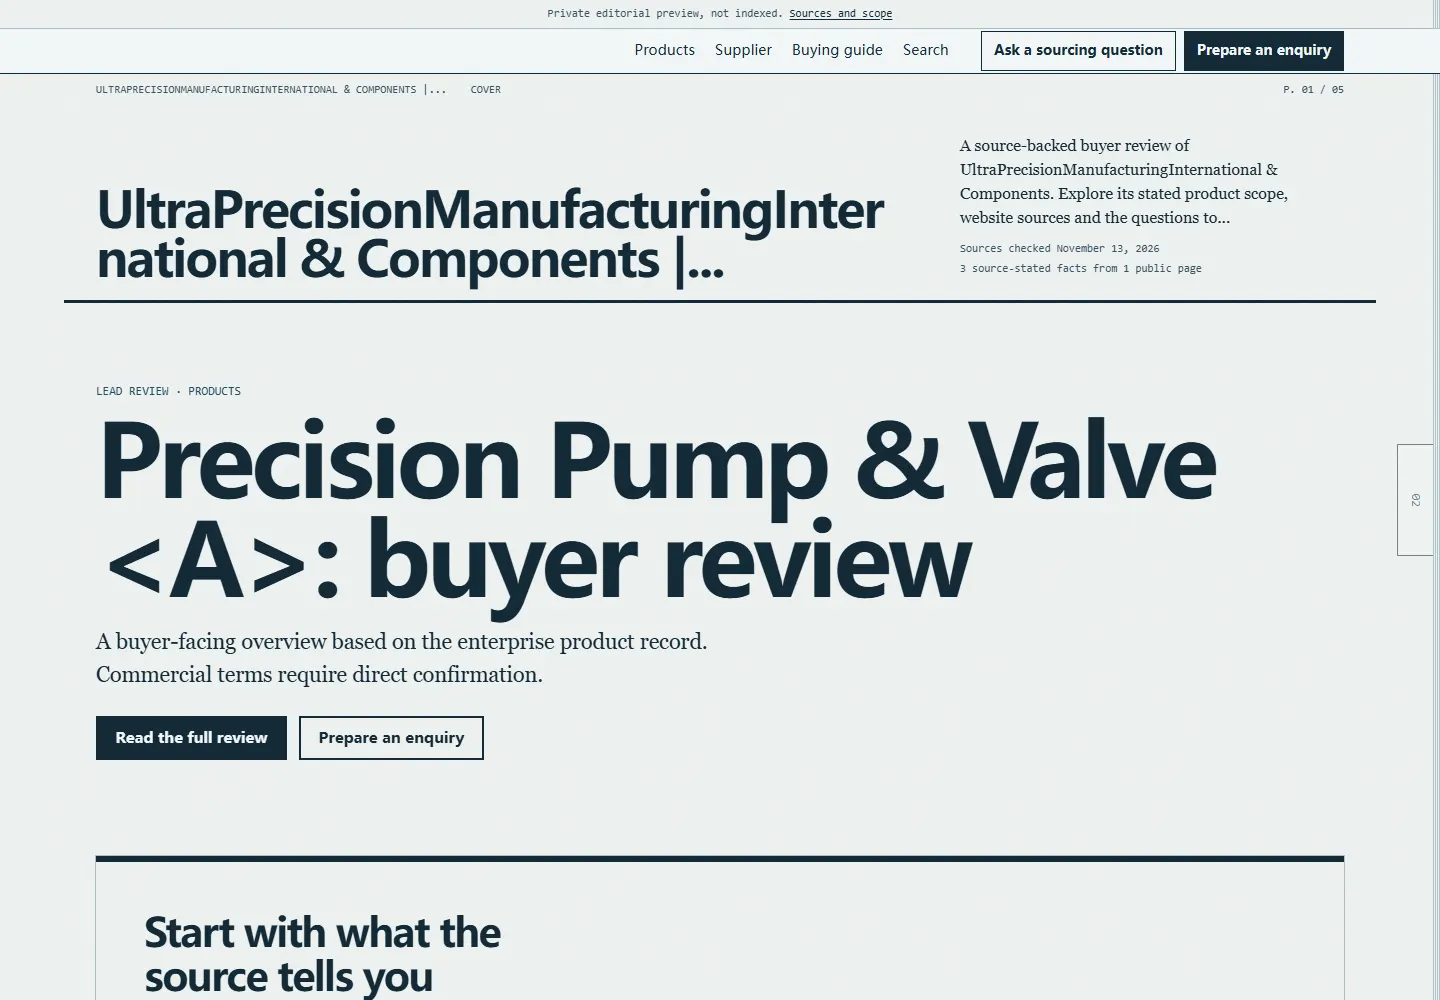 Private editorial preview, not indexed. Sources and scope
Products Supplier Buying guide Search Ask a sourcing question Prepare an enquiry
ULTRAPRECISIONMANUFACTURINGINTERNATIONAL & COMPONENTS |... COVER P. 01 / 05
UltraPrecisionManufacturingInter
national & Components |...
A source-backed buyer review of
UltraPrecisionManufacturingInternational &
Components. Explore its stated product scope,
website sources and the questions to...
Sources checked November 13, 2026
3 source-stated facts from 1 public page
LEAD REVIEW · PRODUCTS
Precision Pump & Valve
<A>: buyer review
02
A buyer-facing overview based on the enterprise product record.
Commercial terms require direct confirmation.
Read the full review Prepare an enquiry
Start with what the
source tells you